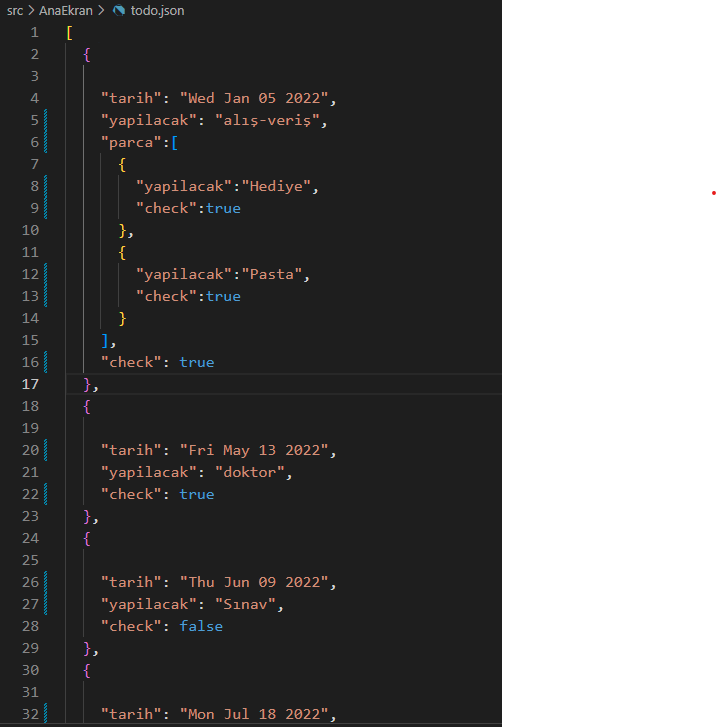 src > AnaEkran > todo.json
1 [
2 {
3
4 "tarih": "Wed Jan 05 2022",
5 "yapilacak": "alış-veriş",
6 "parca":[
7 {
8 "yapilacak":"Hediye",
9 "check":true
10 },
11 {
12 "yapilacak":"Pasta",
13 "check":true
14 }
15 ],
16 "check": true
17 },
18 {
19
20 "tarih": "Fri May 13 2022",
21 "yapilacak": "doktor",
22 "check": true
23 },
24 {
25
26 "tarih": "Thu Jun 09 2022",
27 "yapilacak": "Sınav",
28 "check": false
29 },
30 {
31
32 "tarih": "Mon Jul 18 2022",